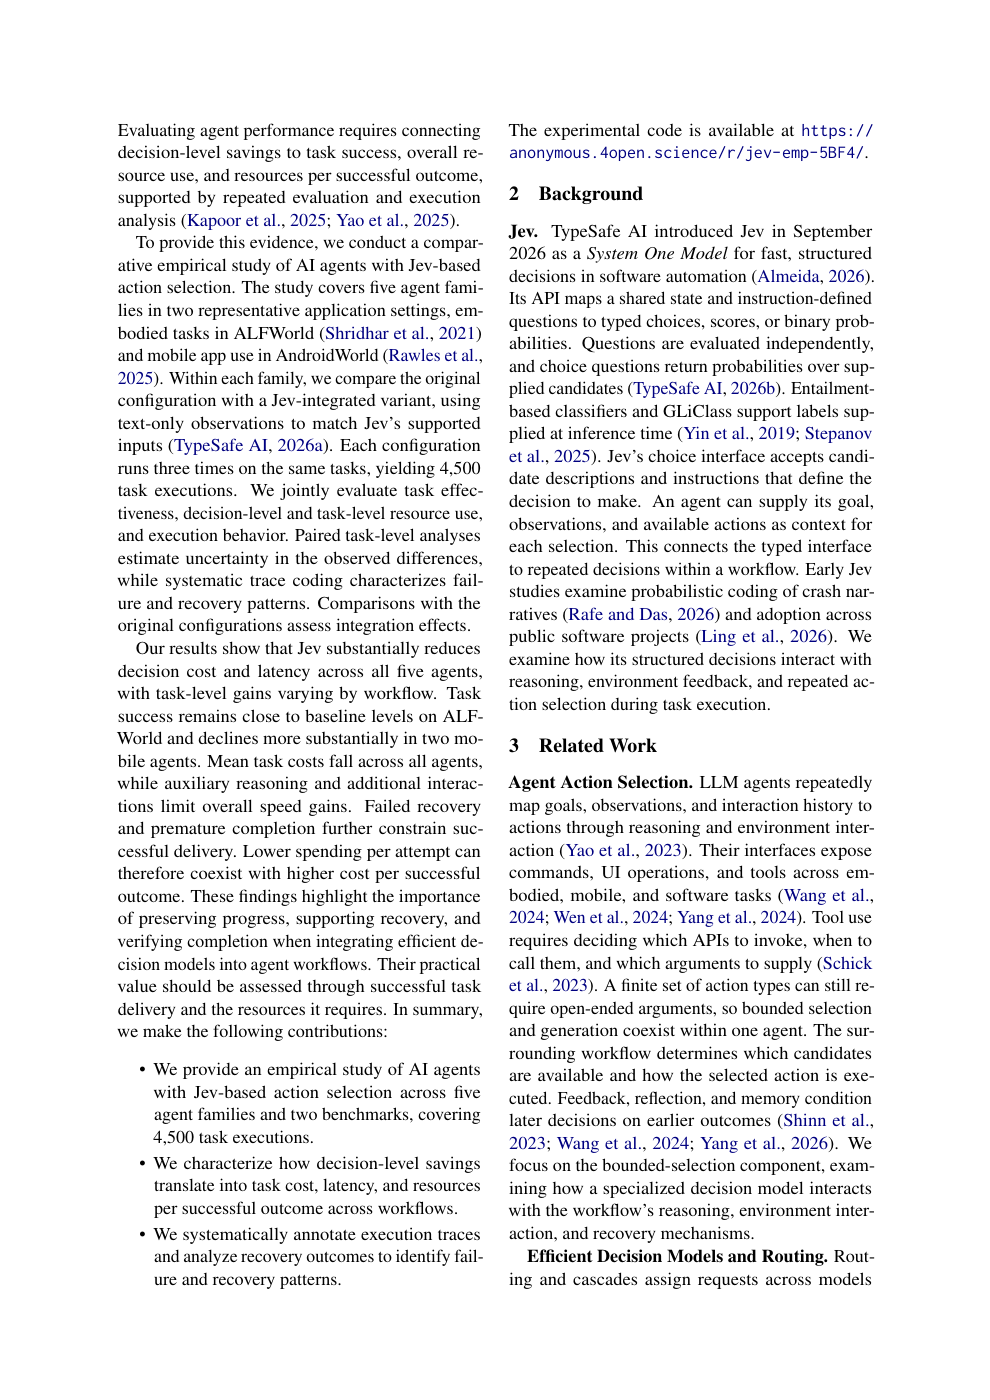 Evaluating agent performance requires connecting
decision-level savings to task success, overall re-
source use, and resources per successful outcome,
supported by repeated evaluation and execution
analysis (Kapoor et al., 2025; Yao et al., 2025).
To provide this evidence, we conduct a compar-
ative empirical study of AI agents with Jev-based
action selection. The study covers five agent fami-
lies in two representative application settings, em-
bodied tasks in ALFWorld (Shridhar et al., 2021)
and mobile app use in AndroidWorld (Rawles et al.,
2025). Within each family, we compare the original
configuration with a Jev-integrated variant, using
text-only observations to match Jev's supported
inputs (TypeSafe AI, 2026a). Each configuration
runs three times on the same tasks, yielding 4,500
task executions. We jointly evaluate task effec-
tiveness, decision-level and task-level resource use,
and execution behavior. Paired task-level analyses
estimate uncertainty in the observed differences,
while systematic trace coding characterizes fail-
ure and recovery patterns. Comparisons with the
original configurations assess integration effects.
Our results show that Jev substantially reduces
decision cost and latency across all five agents,
with task-level gains varying by workflow. Task
success remains close to baseline levels on ALF-
World and declines more substantially in two mo-
bile agents. Mean task costs fall across all agents,
while auxiliary reasoning and additional interac-
tions limit overall speed gains. Failed recovery
and premature completion further constrain suc-
cessful delivery. Lower spending per attempt can
therefore coexist with higher cost per successful
outcome. These findings highlight the importance
of preserving progress, supporting recovery, and
verifying completion when integrating efficient de-
cision models into agent workflows. Their practical
value should be assessed through successful task
delivery and the resources it requires. In summary,
we make the following contributions:
• We provide an empirical study of AI agents
with Jev-based action selection across five
agent families and two benchmarks, covering
4,500 task executions.
• We characterize how decision-level savings
translate into task cost, latency, and resources
per successful outcome across workflows.
• We systematically annotate execution traces
and analyze recovery outcomes to identify fail-
ure and recovery patterns.
The experimental code is available at https://
anonymous.4open.science/r/jev-emp-5BF4/.
2 Background
Jev. TypeSafe AI introduced Jev in September
2026 as a System One Model for fast, structured
decisions in software automation (Almeida, 2026).
Its API maps a shared state and instruction-defined
questions to typed choices, scores, or binary prob-
abilities. Questions are evaluated independently,
and choice questions return probabilities over sup-
plied candidates (TypeSafe AI, 2026b). Entailment-
based classifiers and GLiClass support labels sup-
plied at inference time (Yin et al., 2019; Stepanov
et al., 2025). Jev's choice interface accepts candi-
date descriptions and instructions that define the
decision to make. An agent can supply its goal,
observations, and available actions as context for
each selection. This connects the typed interface
to repeated decisions within a workflow. Early Jev
studies examine probabilistic coding of crash nar-
ratives (Rafe and Das, 2026) and adoption across
public software projects (Ling et al., 2026). We
examine how its structured decisions interact with
reasoning, environment feedback, and repeated ac-
tion selection during task execution.
3 Related Work
Agent Action Selection. LLM agents repeatedly
map goals, observations, and interaction history to
actions through reasoning and environment inter-
action (Yao et al., 2023). Their interfaces expose
commands, UI operations, and tools across em-
bodied, mobile, and software tasks (Wang et al.,
2024; Wen et al., 2024; Yang et al., 2024). Tool use
requires deciding which APIs to invoke, when to
call them, and which arguments to supply (Schick
et al., 2023). A finite set of action types can still re-
quire open-ended arguments, so bounded selection
and generation coexist within one agent. The sur-
rounding workflow determines which candidates
are available and how the selected action is exe-
cuted. Feedback, reflection, and memory condition
later decisions on earlier outcomes (Shinn et al.,
2023; Wang et al., 2024; Yang et al., 2026). We
focus on the bounded-selection component, exam-
ining how a specialized decision model interacts
with the workflow's reasoning, environment inter-
action, and recovery mechanisms.
Efficient Decision Models and Routing. Rout-
ing and cascades assign requests across models